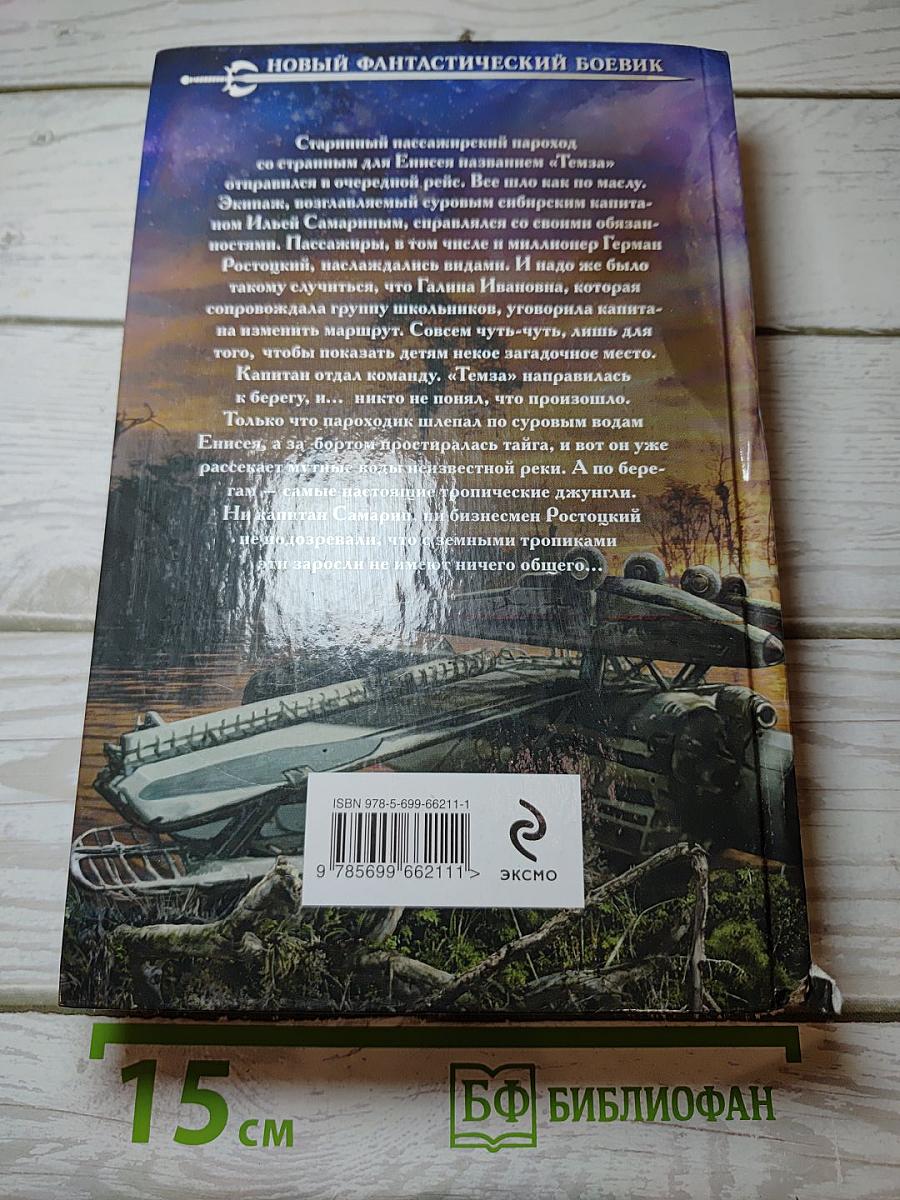 НОВЫЙ ФАНТАСТИЧЕСКИЙ БОЕВИК
Старинный пассажирский пароход
со странным для Енисея названием «Темза»
отправился в очередной рейс. Все шло как по маслу.
Экипаж, возглавляемый суровым сибирским капита-
ном Ильей Самариным, справлялся со своими обязан-
ностями. Пассажиры, в том числе и миллионер Герман
Ростоцкий, наслаждались видами. И надо же было
такому случиться, что Галина Ивановна, которая
сопровождала группу школьников, уговорила капита-
на изменить маршрут. Совсем чуть-чуть, лишь для
того, чтобы показать детям некое загадочное место.
Капитан отдал команду. «Темза» направилась
к берегу, и... никто не понял, что произошло.
Только что пароходик шлепал по суровым водам
Енисея, а за бортом простиралась тайга, и вот он уже
рассекает мутные воды неизвестной реки. А по бере-
гам — самые настоящие тропические джунгли.
Ни капитан Самарин, ни бизнесмен Ростоцкий
не подозревали, что с земными тропиками
эти заросли не имеют ничего общего...
ISBN 978-5-699-66211-1
9 785699 662111 >
ЭКСМО
15 см
БФ БИБЛИОФАН